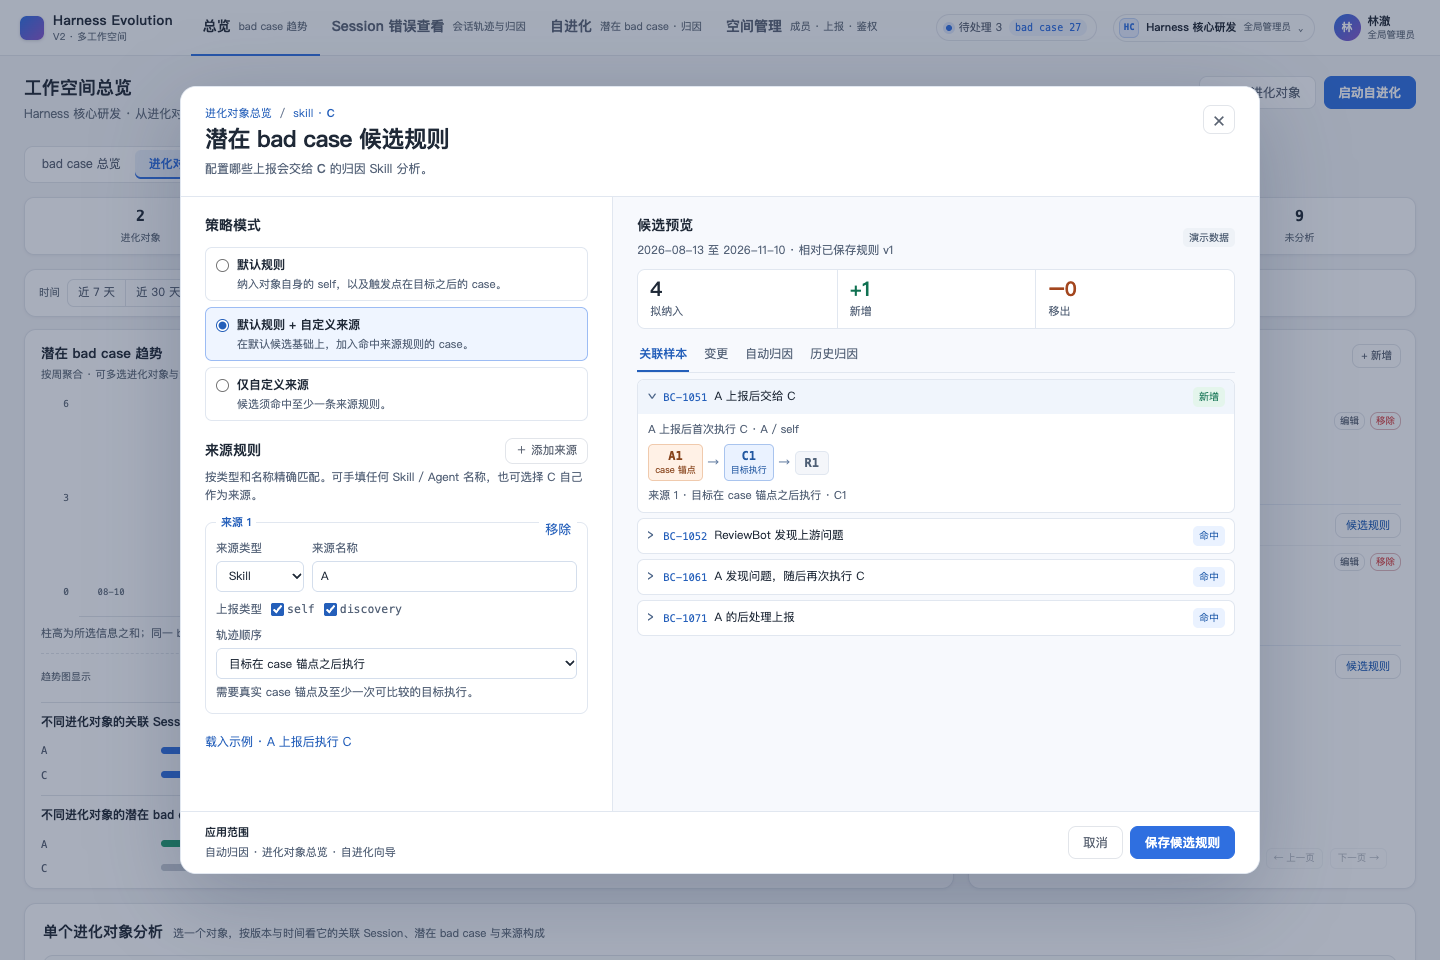 Harness Evolution
V2 · 多工作空间
总览 bad case 趋势
Session 错误查看 会话轨迹与归因
自进化 潜在 bad case · 归因
空间管理 成员 · 上报 · 鉴权
待处理 3 bad case 27
HC Harness 核心研发 全局管理员
林 林澈
全局管理员
工作空间总览
Harness 核心研发 · 从进化对
进化对象
启动自进化
bad case 总览
进化对
2
进化对象
9
未分析
时间 近 7 天 近 30 天
潜在 bad case 趋势
按周聚合 · 可多选进化对象与
+ 新增
6
3
0
08-10
编辑 移除
候选规则
编辑 移除
候选规则
柱高为所选信息之和；同一 b
趋势图显示
不同进化对象的关联 Sess
A
C
不同进化对象的潜在 bad c
A
C
← 上一页 下一页 →
单个进化对象分析 选一个对象，按版本与时间看它的关联 Session、潜在 bad case 与来源构成
进化对象总览 / skill · C
潜在 bad case 候选规则
配置哪些上报会交给 C 的归因 Skill 分析。
×
策略模式
默认规则
纳入对象自身的 self，以及触发点在目标之后的 case。
默认规则 + 自定义来源
在默认候选基础上，加入命中来源规则的 case。
仅自定义来源
候选须命中至少一条来源规则。
来源规则
+ 添加来源
按类型和名称精确匹配。可手填任何 Skill / Agent 名称，也可选择 C 自己
作为来源。
来源 1
移除
来源类型 来源名称
Skill A
上报类型 self discovery
轨迹顺序
目标在 case 锚点之后执行
需要真实 case 锚点及至少一次可比较的目标执行。
载入示例 · A 上报后执行 C
候选预览
2026-08-13 至 2026-11-10 · 相对已保存规则 v1
演示数据
4
拟纳入
+1
新增
−0
移出
关联样本 变更 自动归因 历史归因
BC-1051 A 上报后交给 C 新增
A 上报后首次执行 C · A / self
A1
case 锚点
→
C1
目标执行
→
R1
来源 1 · 目标在 case 锚点之后执行 · C1
BC-1052 ReviewBot 发现上游问题 命中
BC-1061 A 发现问题，随后再次执行 C 命中
BC-1071 A 的后处理上报 命中
应用范围
自动归因 · 进化对象总览 · 自进化向导
取消
保存候选规则